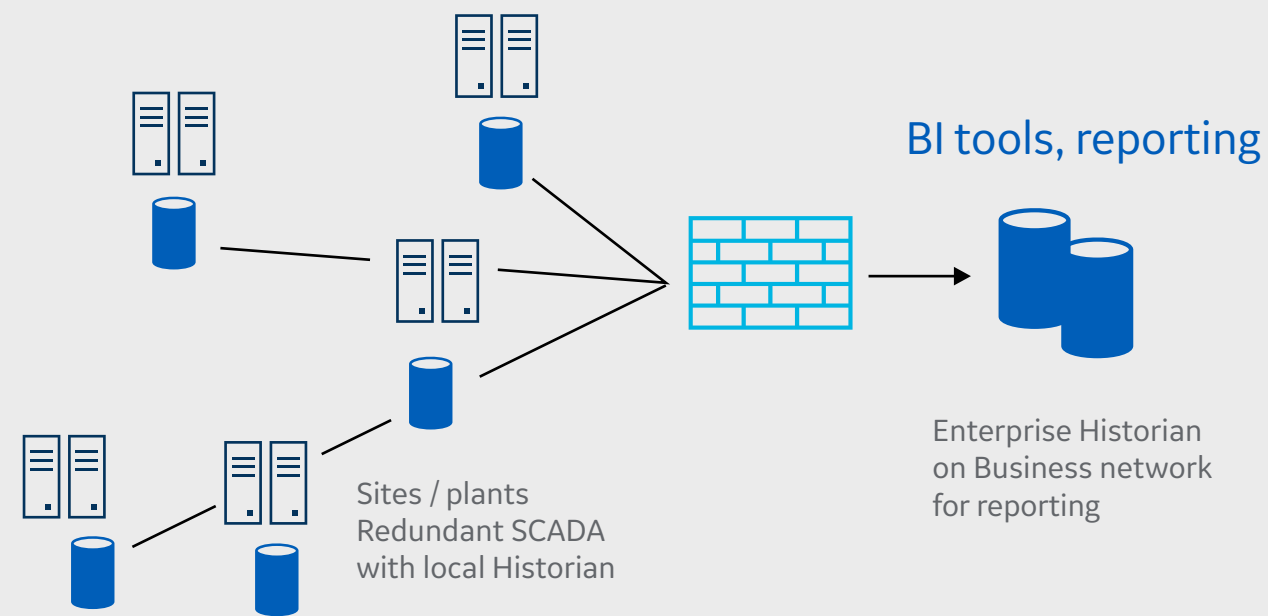 BI tools, reporting
Sites / plants
Redundant SCADA
with local Historian
Enterprise Historian
on Business network
for reporting